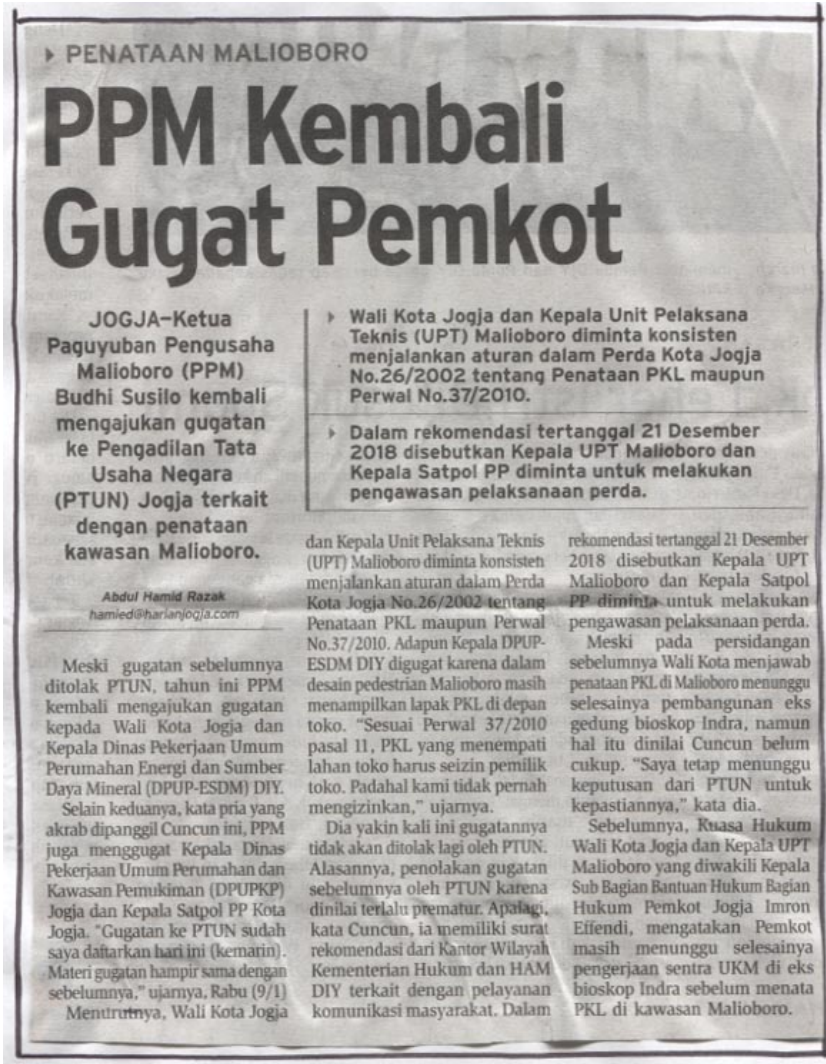 PENATAAN MALIOBORO
PPM Kembali
Gugat Pemkot
JOGJA–Ketua
Paguyuban Pengusaha
Malioboro (PPM)
Budhi Susilo kembali
mengajukan gugatan
ke Pengadilan Tata
Usaha Negara
(PTUN) Jogja terkait
dengan penataan
kawasan Malioboro.
Wali Kota Jogja dan Kepala Unit Pelaksana
Teknis (UPT) Malioboro diminta konsisten
menjalankan aturan dalam Perda Kota Jogja
No.26/2002 tentang Penataan PKL maupun
Perwal No.37/2010.
Dalam rekomendasi tertanggal 21 Desember
2018 disebutkan Kepala UPT Malioboro dan
Kepala Satpol PP diminta untuk melakukan
pengawasan pelaksanaan perda.
Abdul Hamid Razak
hamied@harianjogja.com
Meski gugatan sebelumnya
ditolak PTUN, tahun ini PPM
kembali mengajukan gugatan
kepada Wali Kota Jogja dan
Kepala Dinas Pekerjaan Umum
Perumahan Energi dan Sumber
Daya Mineral (DPUP-ESDM) DIY.
Selain keduanya, kata pria yang
akrab dipanggil Cuncun ini, PPM
juga menggugat Kepala Dinas
Pekerjaan Umum Perumahan dan
Kawasan Pemukiman (DPUPKP)
Jogja dan Kepala Satpol PP Kota
Jogja. "Gugatan ke PTUN sudah
saya daftarkan hari ini (kemarin).
Materi gugatan hampir sama dengan
sebelumnya," ujarnya, Rabu (9/1)
Menurutnya, Wali Kota Jogja
dan Kepala Unit Pelaksana Teknis
(UPT) Malioboro diminta konsisten
menjalankan aturan dalam Perda
Kota Jogja No.26/2002 tentang
Penataan PKL maupun Perwal
No.37/2010. Adapun Kepala DPUP-
ESDM DIY digugat karena dalam
desain pedestrian Malioboro masih
menampilkan lapak PKL di depan
toko. "Sesuai Perwal 37/2010
pasal 11, PKL yang menempati
lahan toko harus seizin pemilik
toko. Padahal kami tidak pernah
mengizinkan," ujarnya.
Dia yakin kali ini gugatannya
tidak akan ditolak lagi oleh PTUN.
Alasannya, penolakan gugatan
sebelumnya oleh PTUN karena
dinilai terlalu prematur. Apalagi,
kata Cuncun, ia memiliki surat
rekomendasi dari Kantor Wilayah
Kementerian Hukum dan HAM
DIY terkait dengan pelayanan
komunikasi masyarakat. Dalam
rekomendasi tertanggal 21 Desember
2018 disebutkan Kepala UPT
Malioboro dan Kepala Satpol
PP diminta untuk melakukan
pengawasan pelaksanaan perda.
Meski pada persidangan
sebelumnya Wali Kota menjawab
penataan PKL di Malioboro menunggu
selesainya pembangunan eks
gedung bioskop Indra, namun
hal itu dinilai Cuncun belum
cukup. "Saya tetap menunggu
keputusan dari PTUN untuk
kepastiannya," kata dia.
Sebelumnya, Kuasa Hukum
Wali Kota Jogja dan Kepala UPT
Malioboro yang diwakili Kepala
Sub Bagian Bantuan Hukum Bagian
Hukum Pemkot Jogja Imron
Effendi, mengatakan Pemkot
masih menunggu selesainya
pengerjaan sentra UKM di eks
bioskop Indra sebelum menata
PKL di kawasan Malioboro.